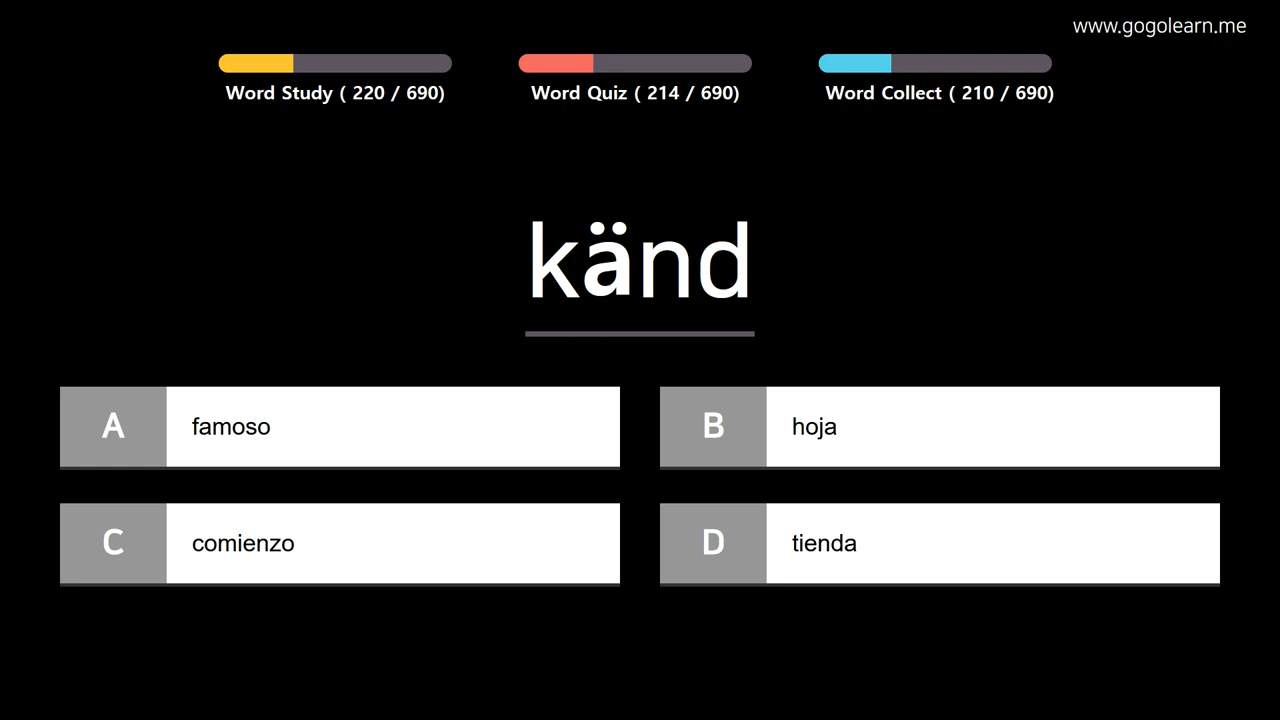 www.gogolearn.me
Word Study ( 220 / 690)
Word Quiz ( 214 / 690)
Word Collect ( 210 / 690)
känd
A famoso
B hoja
C comienzo
D tienda